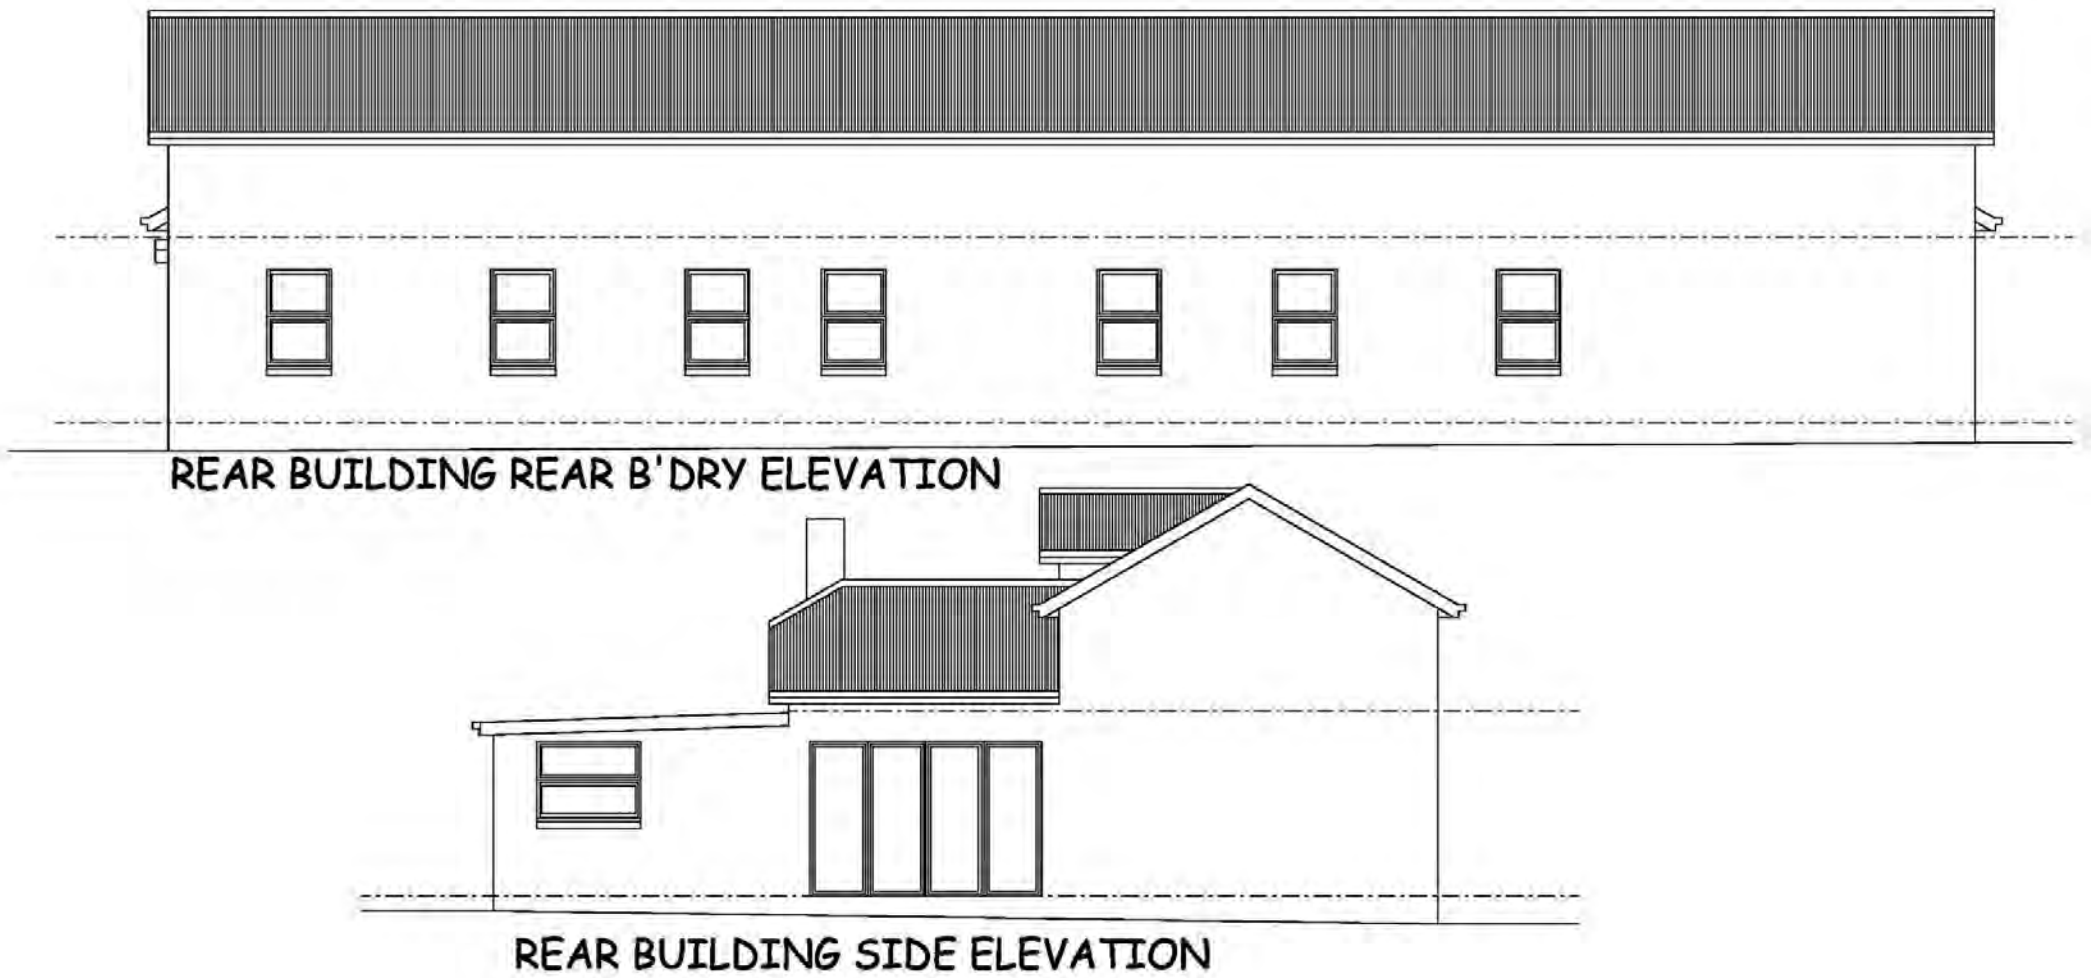 REAR BUILDING REAR B'DRY ELEVATION
REAR BUILDING SIDE ELEVATION